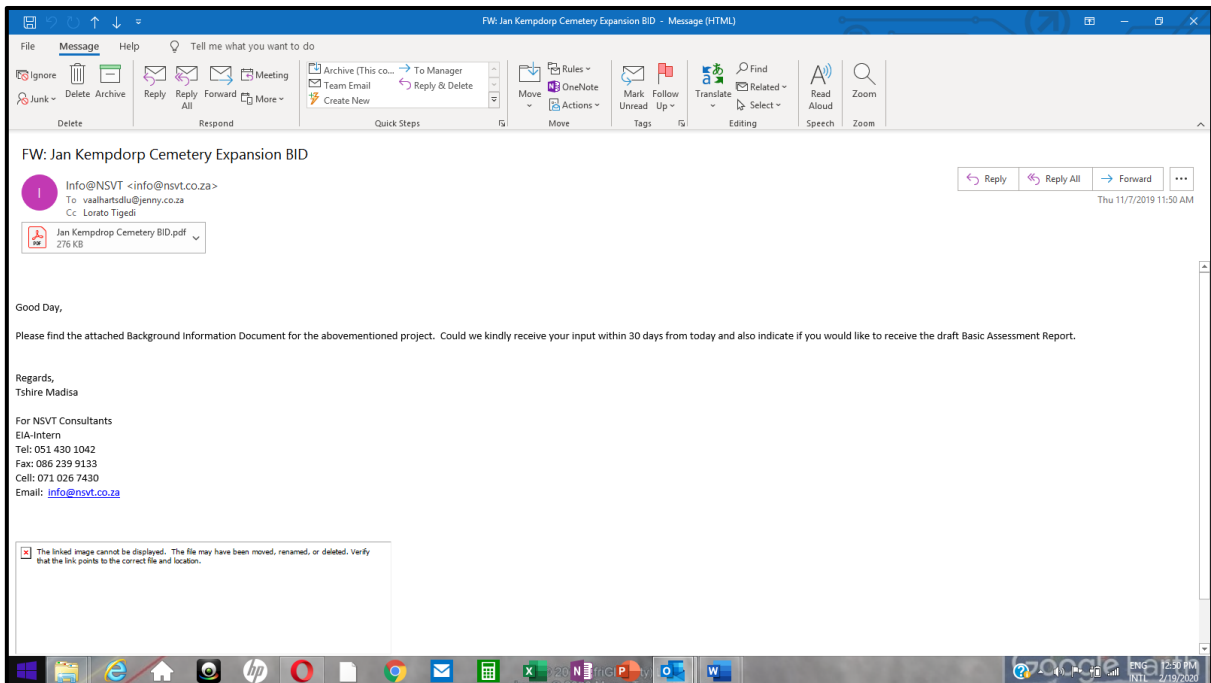 FW: Jan Kempdorp Cemetery Expansion BID - Message (HTML)
File Message Help Tell me what you want to do
Ignore
Junk
Delete Archive
Reply Reply All Forward
Meeting
More
Archive (This co... To Manager
Team Email Reply & Delete
Create New
Move
Rules
OneNote
Actions
Mark Unread
Follow Up
Translate
Find
Related
Select
Read Aloud
Zoom
Delete Respond Quick Steps Move Tags Editing Speech Zoom
FW: Jan Kempdorp Cemetery Expansion BID
I
Info@NSVT <info@nsvt.co.za>
To vaalhartsdlu@jenny.co.za
Cc Lorato Tigedi
Reply Reply All Forward ...
Thu 11/7/2019 11:50 AM
PDF
Jan Kempdrop Cemetery BID.pdf
276 KB
Good Day,
Please find the attached Background Information Document for the abovementioned project. Could we kindly receive your input within 30 days from today and also indicate if you would like to receive the draft Basic Assessment Report.
Regards,
Tshire Madisa
For NSVT Consultants
EIA-Intern
Tel: 051 430 1042
Fax: 086 239 9133
Cell: 071 026 7430
Email: info@nsvt.co.za
The linked image cannot be displayed. The file may have been moved, renamed, or deleted. Verify
that the link points to the correct file and location.
ENG 12:50 PM
INTL 2/19/2020